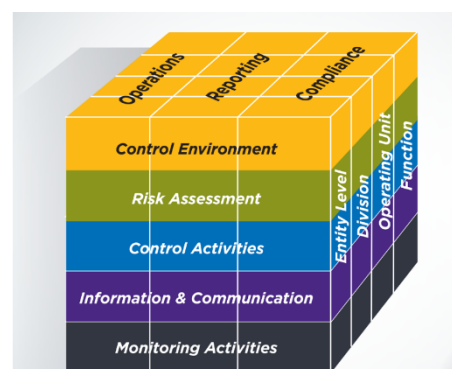 Operations
Reporting
Compliance
Control Environment
Risk Assessment
Control Activities
Information & Communication
Monitoring Activities
Entity Level
Division
Operating Unit
Function